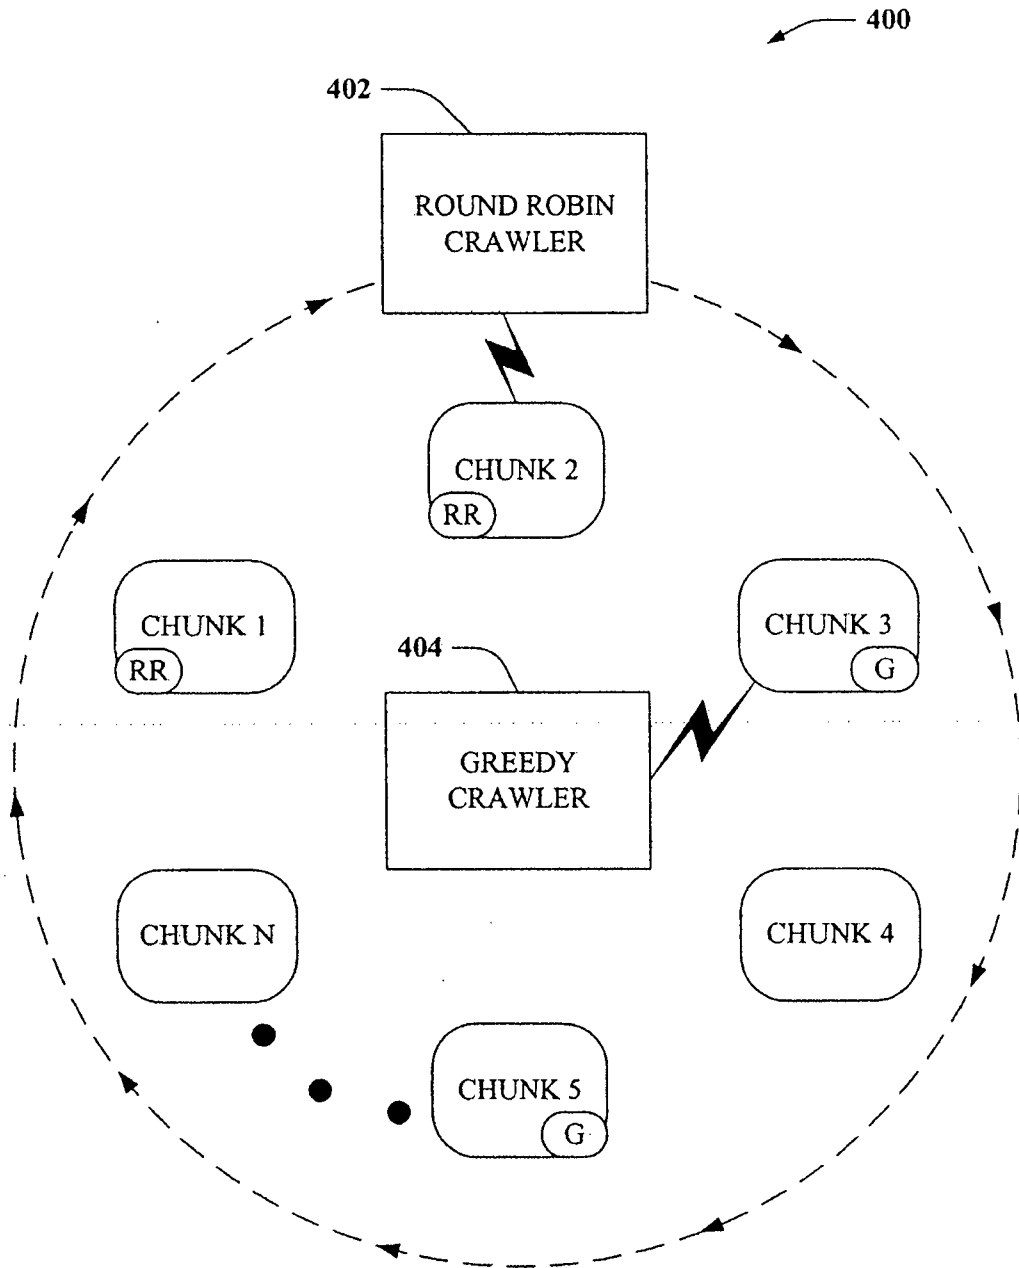 400
402
ROUND ROBIN
CRAWLER
CHUNK 2
RR
CHUNK 1
RR
CHUNK 3
G
404
GREEDY
CRAWLER
CHUNK N
CHUNK 4
CHUNK 5
G